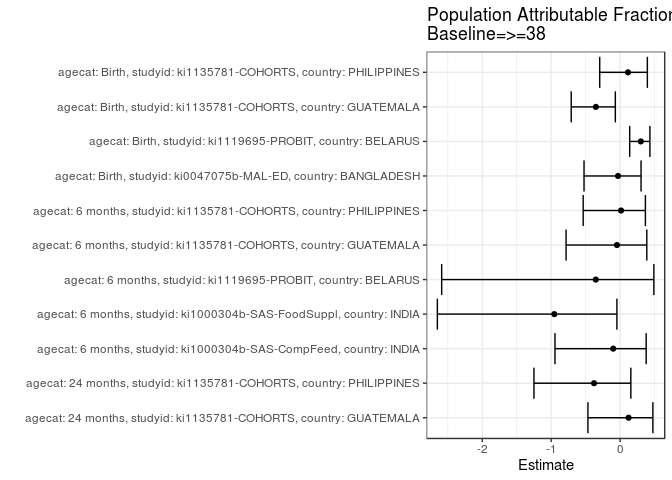 Population Attributable Fraction
Baseline=>=38
agecat: Birth, studyid: ki1135781-COHORTS, country: PHILIPPINES
agecat: Birth, studyid: ki1135781-COHORTS, country: GUATEMALA
agecat: Birth, studyid: ki1119695-PROBIT, country: BELARUS
agecat: Birth, studyid: ki0047075b-MAL-ED, country: BANGLADESH
agecat: 6 months, studyid: ki1135781-COHORTS, country: PHILIPPINES
agecat: 6 months, studyid: ki1135781-COHORTS, country: GUATEMALA
agecat: 6 months, studyid: ki1119695-PROBIT, country: BELARUS
agecat: 6 months, studyid: ki1000304b-SAS-FoodSuppl, country: INDIA
agecat: 6 months, studyid: ki1000304b-SAS-CompFeed, country: INDIA
agecat: 24 months, studyid: ki1135781-COHORTS, country: PHILIPPINES
agecat: 24 months, studyid: ki1135781-COHORTS, country: GUATEMALA
-2 -1 0
Estimate